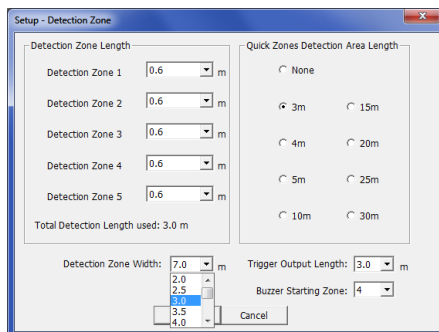 Setup - Detection Zone
Detection Zone Length
Detection Zone 1 0.6 m
Detection Zone 2 0.6 m
Detection Zone 3 0.6 m
Detection Zone 4 0.6 m
Detection Zone 5 0.6 m
Total Detection Length used: 3.0 m
Quick Zones Detection Area Length
None
3m 15m
4m 20m
5m 25m
10m 30m
Detection Zone Width: 7.0 m
2.0
2.5
3.0
3.5
4.0
Trigger Output Length: 3.0 m
Buzzer Starting Zone: 4
Cancel